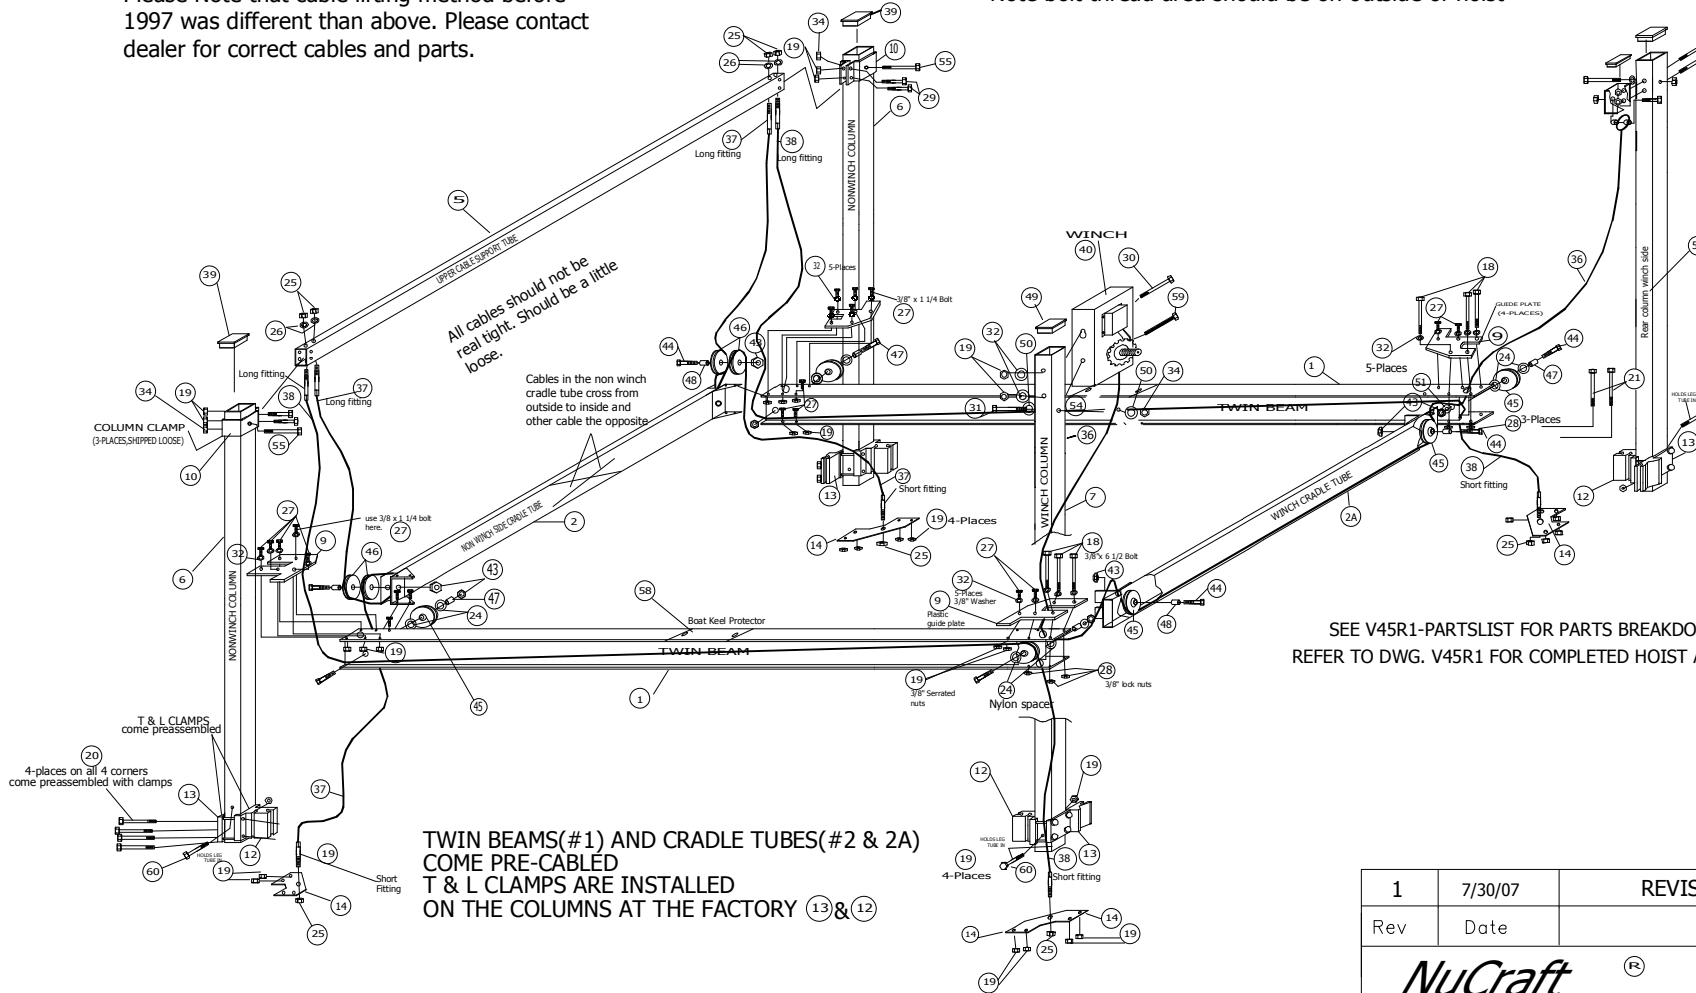 Please Note that cable lifting method before
1997 was different than above. Please contact
dealer for correct cables and parts.
Note bolt thread area should be on outside of hoist
39
34
25
19
10
26
55
29
6
37
38
Long fitting
Long fitting
NONWINCH COLUMN
5
UPPER CABLE SUPPORT TUBE
All cables should not be
real tight. Should be a little
loose.
WINCH
40
30
59
49
36
Rear column winch side
18
GUIDE PLATE
(4-PLACES)
27
9
32
5-Places
24
44
47
45
21
1
50
34
51
43
TWIN BEAM
28
3-Places
44
45
38
Short fitting
HOLDS LEG
TUBE IN
13
12
25
14
39
25
26
32
5-Places
3/8" x 1 1/4 Bolt
27
46
44
48
43
47
32
19
50
31
54
36
27
19
Long fitting
38
37
Long fitting
34
19
COLUMN CLAMP
(3-PLACES,SHIPPED LOOSE)
10
55
Cables in the non winch
cradle tube cross from
outside to inside and
other cable the opposite
13
37
Short fitting
14
19
4-Places
25
WINCH COLUMN
7
WINCH CRADLE TUBE
2A
27
use 3/8 x 1 1/4 bolt
here.
27
32
9
NON WINCH SIDE CRADLE TUBE
2
6
46
43
47
24
58
Boat Keel Protector
27
18
3/8"x 6 1/2 Bolt
32
5-Places
3/8" Washer
43
9
Plastic
guide plate
45
48
44
NONWINCH COLUMN
19
TWIN BEAM
1
45
19
3/8" Serrated
nuts
24
Nylon spacer
28
3/8" lock nuts
SEE V45R1-PARTSLIST FOR PARTS BREAKDO
REFER TO DWG. V45R1 FOR COMPLETED HOIST A
T & L CLAMPS
come preassembled
20
4-places on all 4 corners
come preassembled with clamps
13
37
12
60
HOLDS LEG
TUBE IN
19
19
Short
Fitting
14
25
TWIN BEAMS(#1) AND CRADLE TUBES(#2 & 2A)
COME PRE-CABLED
T & L CLAMPS ARE INSTALLED
ON THE COLUMNS AT THE FACTORY 13 & 12
12
19
HOLDS LEG
TUBE IN
13
19
4-Places
60
38
Short fitting
14
14
25
19
19
1 7/30/07 REVIS
Rev Date
NuCraft ®